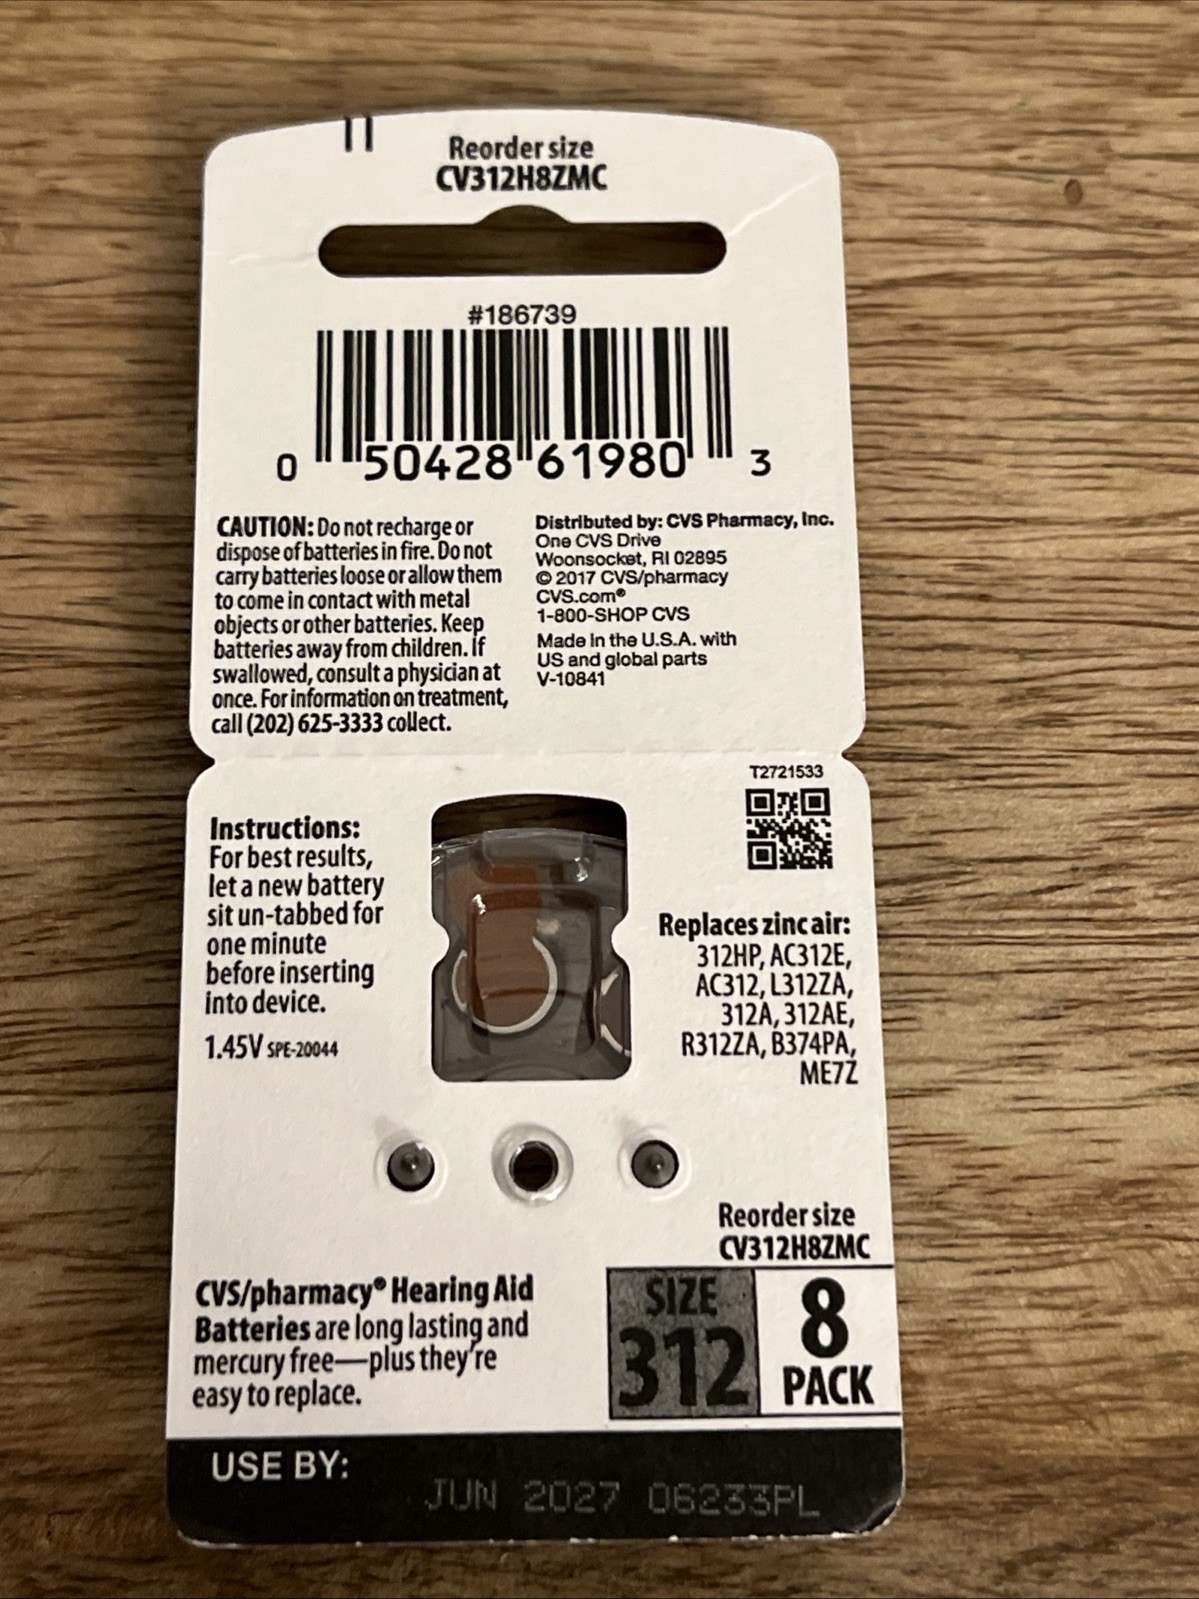 Reorder size
CV312H8ZMC
#186739
0 50428 61980 3
CAUTION: Do not recharge or
dispose of batteries in fire. Do not
carry batteries loose or allow them
to come in contact with metal
objects or other batteries. Keep
batteries away from children. If
swallowed, consult a physician at
once. For information on treatment,
call (202) 625-3333 collect.
Distributed by: CVS Pharmacy, Inc.
One CVS Drive
Woonsocket, RI 02895
© 2017 CVS/pharmacy
CVS.com®
1-800-SHOP CVS
Made in the U.S.A. with
US and global parts
V-10841
T2721533
Instructions:
For best results,
let a new battery
sit un-tabbed for
one minute
before inserting
into device.
1.45V SPE-20044
Replaces zinc air:
312HP, AC312E,
AC312, L312ZA,
312A, 312AE,
R312ZA, B374PA,
ME7Z
Reorder size
CV312H8ZMC
CVS/pharmacy® Hearing Aid
Batteries are long lasting and
mercury free—plus they're
easy to replace.
SIZE
312
8
PACK
USE BY:
JUN 2027 06233PL